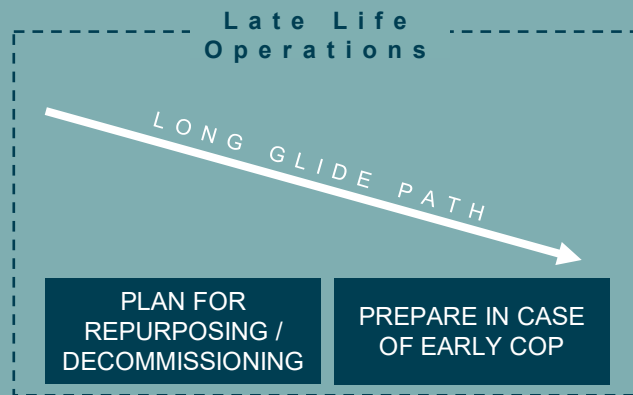 Late Life
Operations
LONG GLIDE PATH
PLAN FOR
REPURPOSING /
DECOMMISSIONING
PREPARE IN CASE
OF EARLY COP